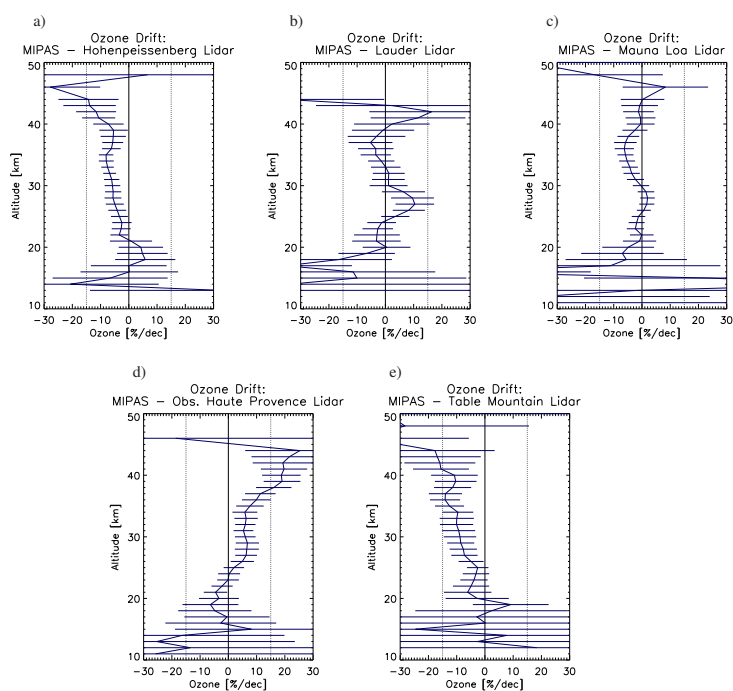 a)
Ozone Drift:
MIPAS – Hohenpeissenberg Lidar
50
40
30
20
10
Altitude [km]
−30 −20 −10 0 10 20 30
Ozone [%/dec]
b)
Ozone Drift:
MIPAS – Lauder Lidar
50
40
30
20
10
Altitude [km]
−30 −20 −10 0 10 20 30
Ozone [%/dec]
c)
Ozone Drift:
MIPAS – Mauna Loa Lidar
50
40
30
20
10
Altitude [km]
−30 −20 −10 0 10 20 30
Ozone [%/dec]
d)
Ozone Drift:
MIPAS – Obs. Haute Provence Lidar
50
40
30
20
10
Altitude [km]
−30 −20 −10 0 10 20 30
Ozone [%/dec]
e)
Ozone Drift:
MIPAS – Table Mountain Lidar
50
40
30
20
10
Altitude [km]
−30 −20 −10 0 10 20 30
Ozone [%/dec]